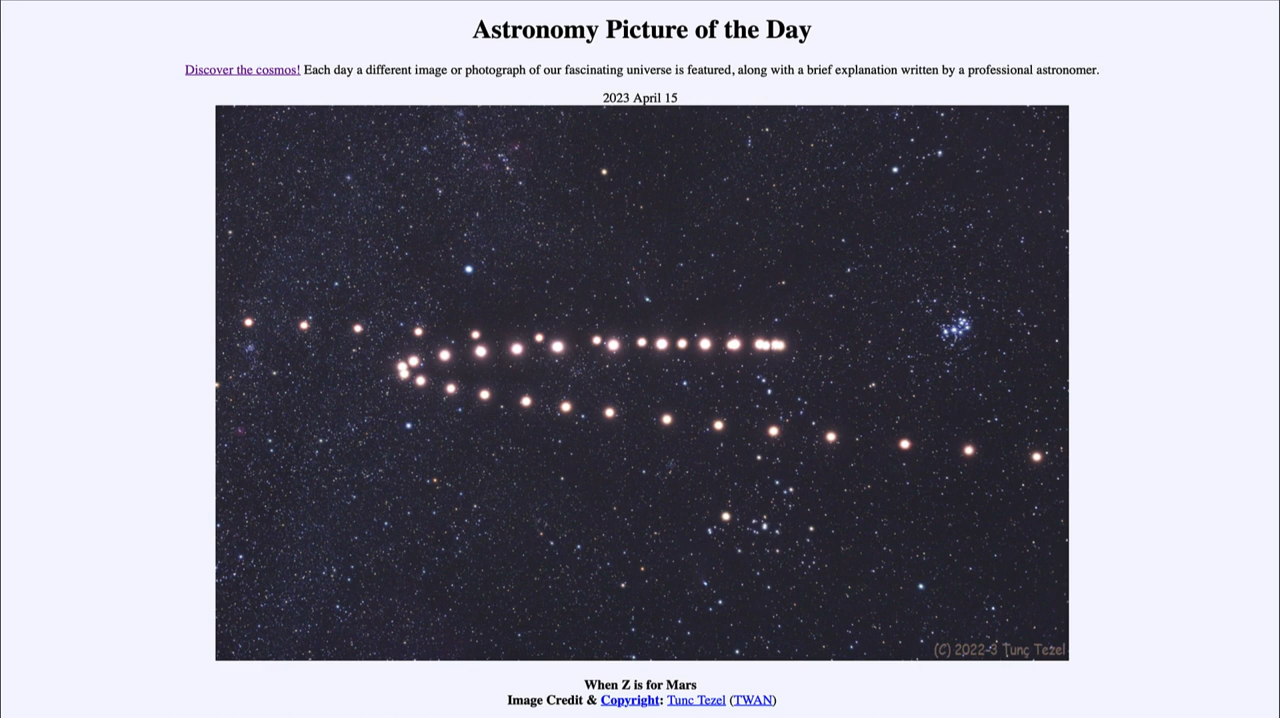 Astronomy Picture of the Day
Discover the cosmos! Each day a different image or photograph of our fascinating universe is featured, along with a brief explanation written by a professional astronomer.
2023 April 15
(C) 2022-3 Tunç Tezel
When Z is for Mars
Image Credit & Copyright: Tunc Tezel (TWAN)